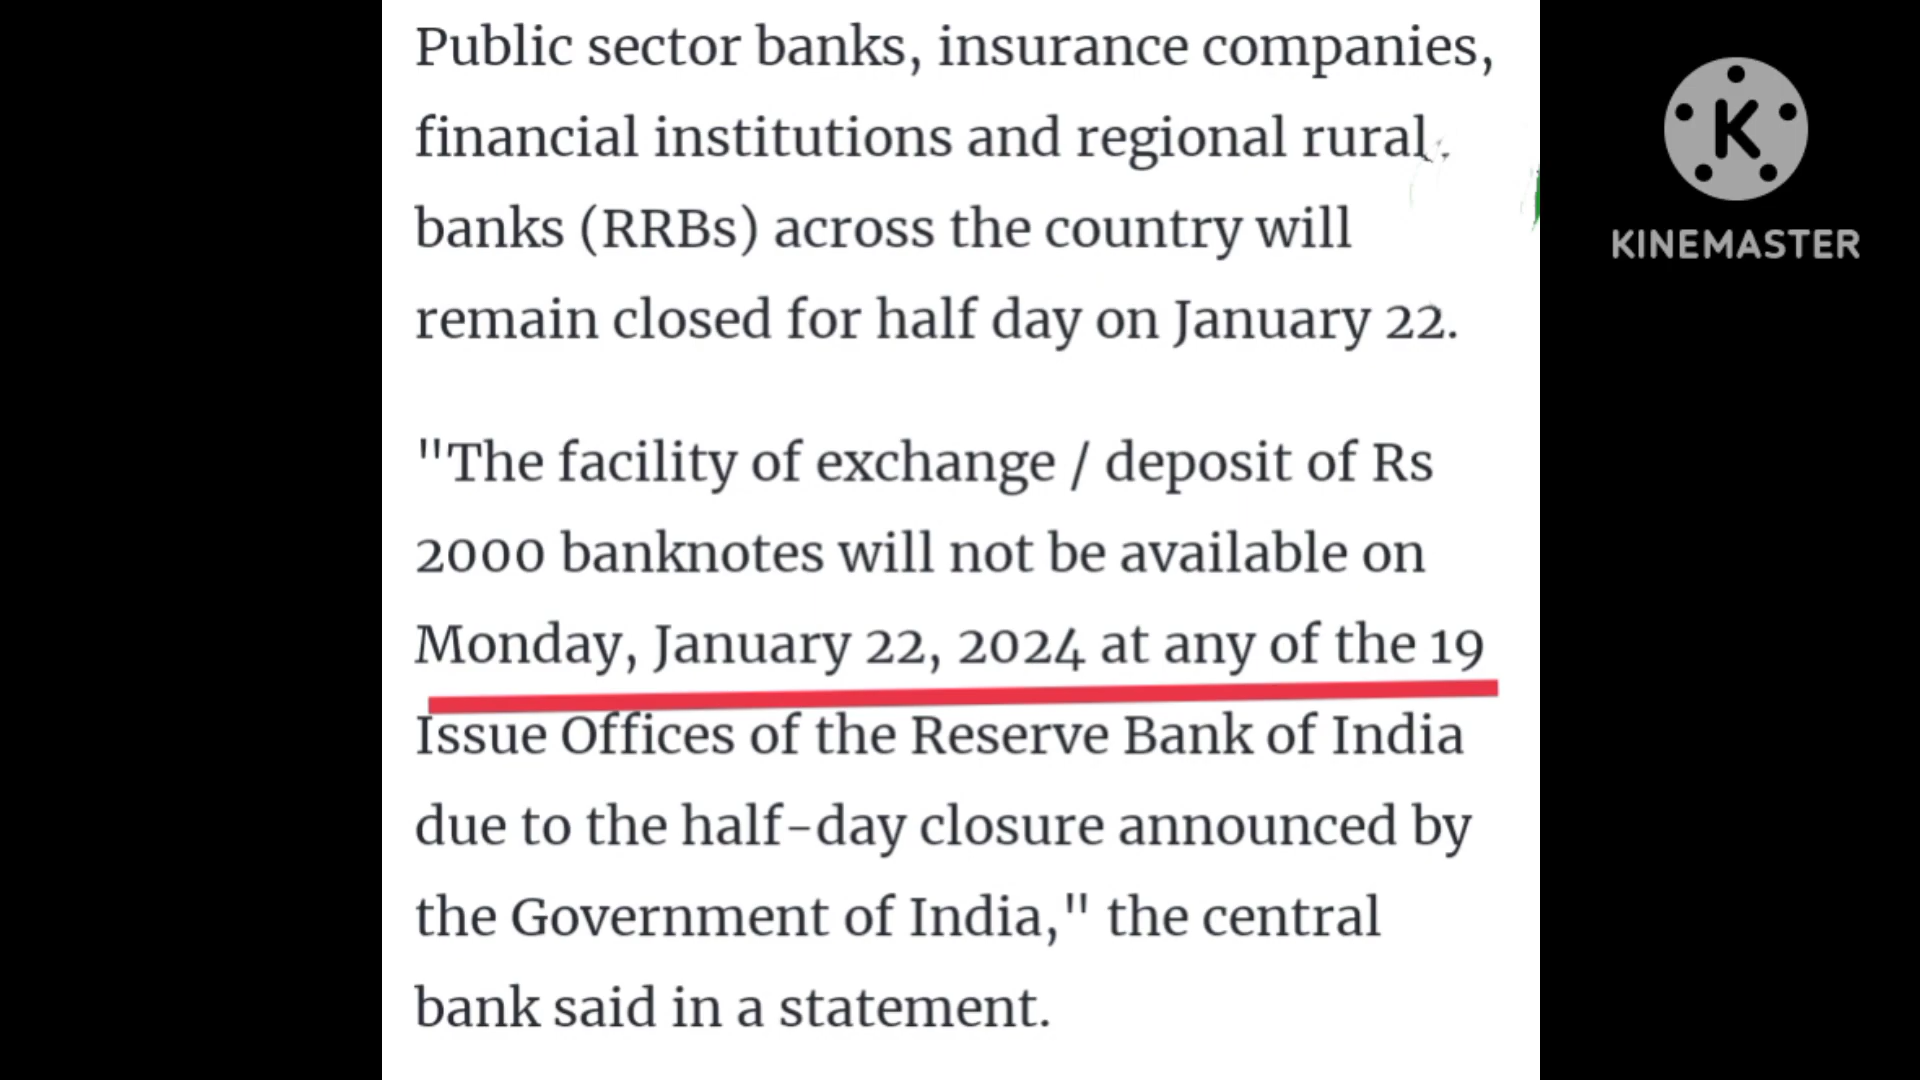 Public sector banks, insurance companies,
financial institutions and regional rural
banks (RRBs) across the country will
remain closed for half day on January 22.
"The facility of exchange / deposit of Rs
2000 banknotes will not be available on
Monday, January 22, 2024 at any of the 19
Issue Offices of the Reserve Bank of India
due to the half-day closure announced by
the Government of India," the central
bank said in a statement.
K
KINEMASTER